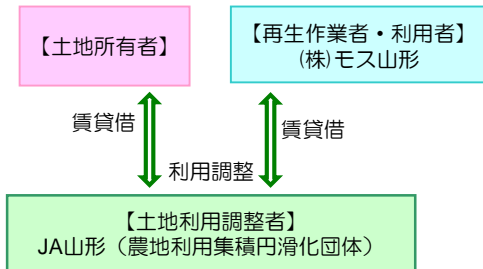 【土地所有者】
【再生作業者・利用者】
(株)モス山形
賃貸借
賃貸借
利用調整
【土地利用調整者】
JA山形（農地利用集積円滑化団体）